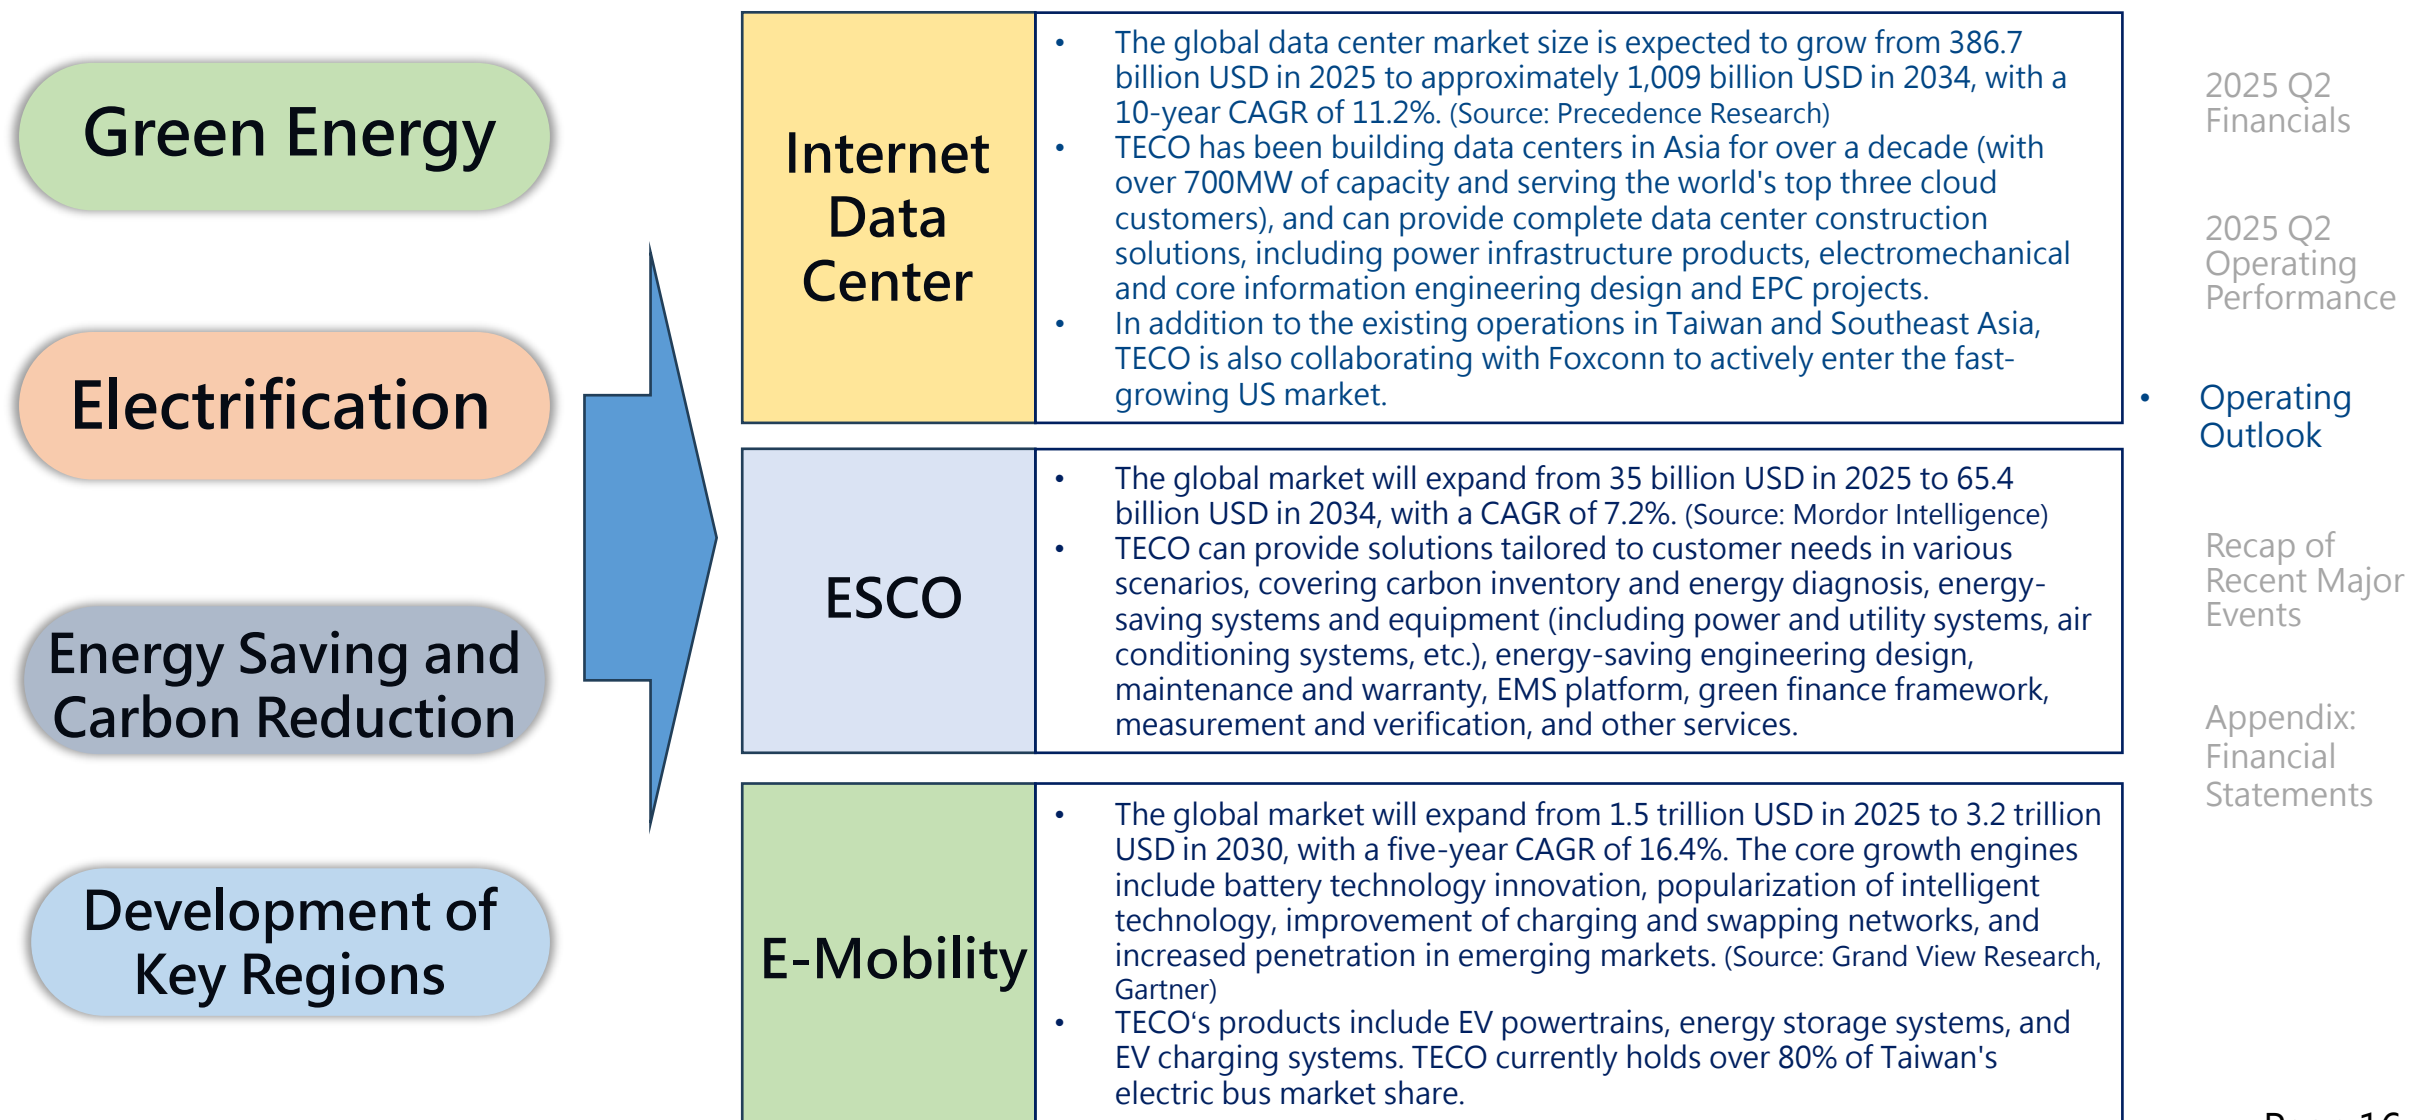 Green Energy
Electrification
Energy Saving and
Carbon Reduction
Development of
Key Regions
Internet
Data
Center
• The global data center market size is expected to grow from 386.7
billion USD in 2025 to approximately 1,009 billion USD in 2034, with a
10-year CAGR of 11.2%. (Source: Precedence Research)
• TECO has been building data centers in Asia for over a decade (with
over 700MW of capacity and serving the world's top three cloud
customers), and can provide complete data center construction
solutions, including power infrastructure products, electromechanical
and core information engineering design and EPC projects.
• In addition to the existing operations in Taiwan and Southeast Asia,
TECO is also collaborating with Foxconn to actively enter the fast-
growing US market.
ESCO
• The global market will expand from 35 billion USD in 2025 to 65.4
billion USD in 2034, with a CAGR of 7.2%. (Source: Mordor Intelligence)
• TECO can provide solutions tailored to customer needs in various
scenarios, covering carbon inventory and energy diagnosis, energy-
saving systems and equipment (including power and utility systems, air
conditioning systems, etc.), energy-saving engineering design,
maintenance and warranty, EMS platform, green finance framework,
measurement and verification, and other services.
E-Mobility
• The global market will expand from 1.5 trillion USD in 2025 to 3.2 trillion
USD in 2030, with a five-year CAGR of 16.4%. The core growth engines
include battery technology innovation, popularization of intelligent
technology, improvement of charging and swapping networks, and
increased penetration in emerging markets. (Source: Grand View Research,
Gartner)
• TECO‘s products include EV powertrains, energy storage systems, and
EV charging systems. TECO currently holds over 80% of Taiwan's
electric bus market share.
2025 Q2
Financials
2025 Q2
Operating
Performance
• Operating
Outlook
Recap of
Recent Major
Events
Appendix:
Financial
Statements